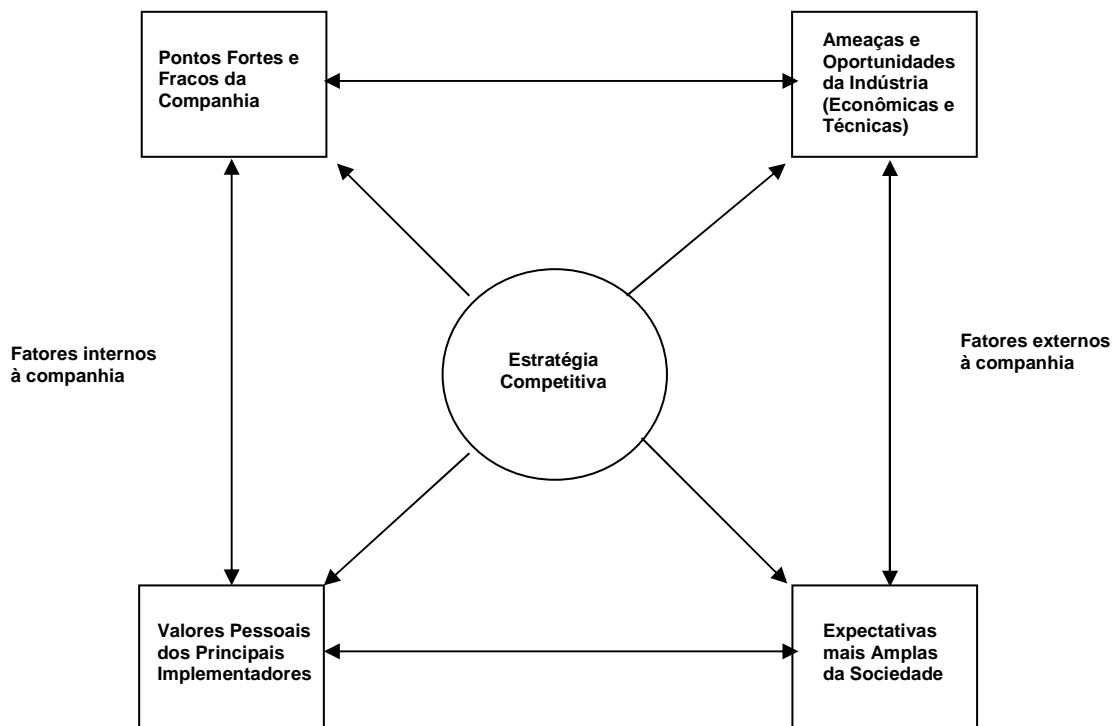 Pontos Fortes e
Fracos da
Companhia
Ameaças e
Oportunidades
da Indústria
(Econômicas e
Técnicas)
Fatores internos
à companhia
Estratégia
Competitiva
Fatores externos
à companhia
Valores Pessoais
dos Principais
Implementadores
Expectativas
mais Amplas
da Sociedade